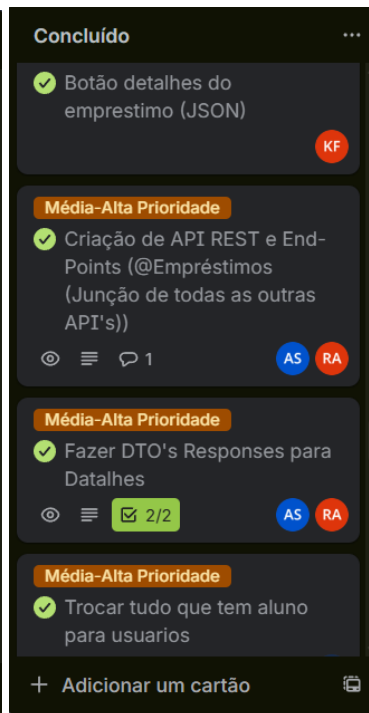 Concluído
Botão detalhes do
emprestimo (JSON)
KF
Média-Alta Prioridade
Criação de API REST e End-
Points (@Empréstimos
(Junção de todas as outras
API's))
1
AS RA
Média-Alta Prioridade
Fazer DTO's Responses para
Datalhes
2/2
AS RA
Média-Alta Prioridade
Trocar tudo que tem aluno
para usuarios
+ Adicionar um cartão